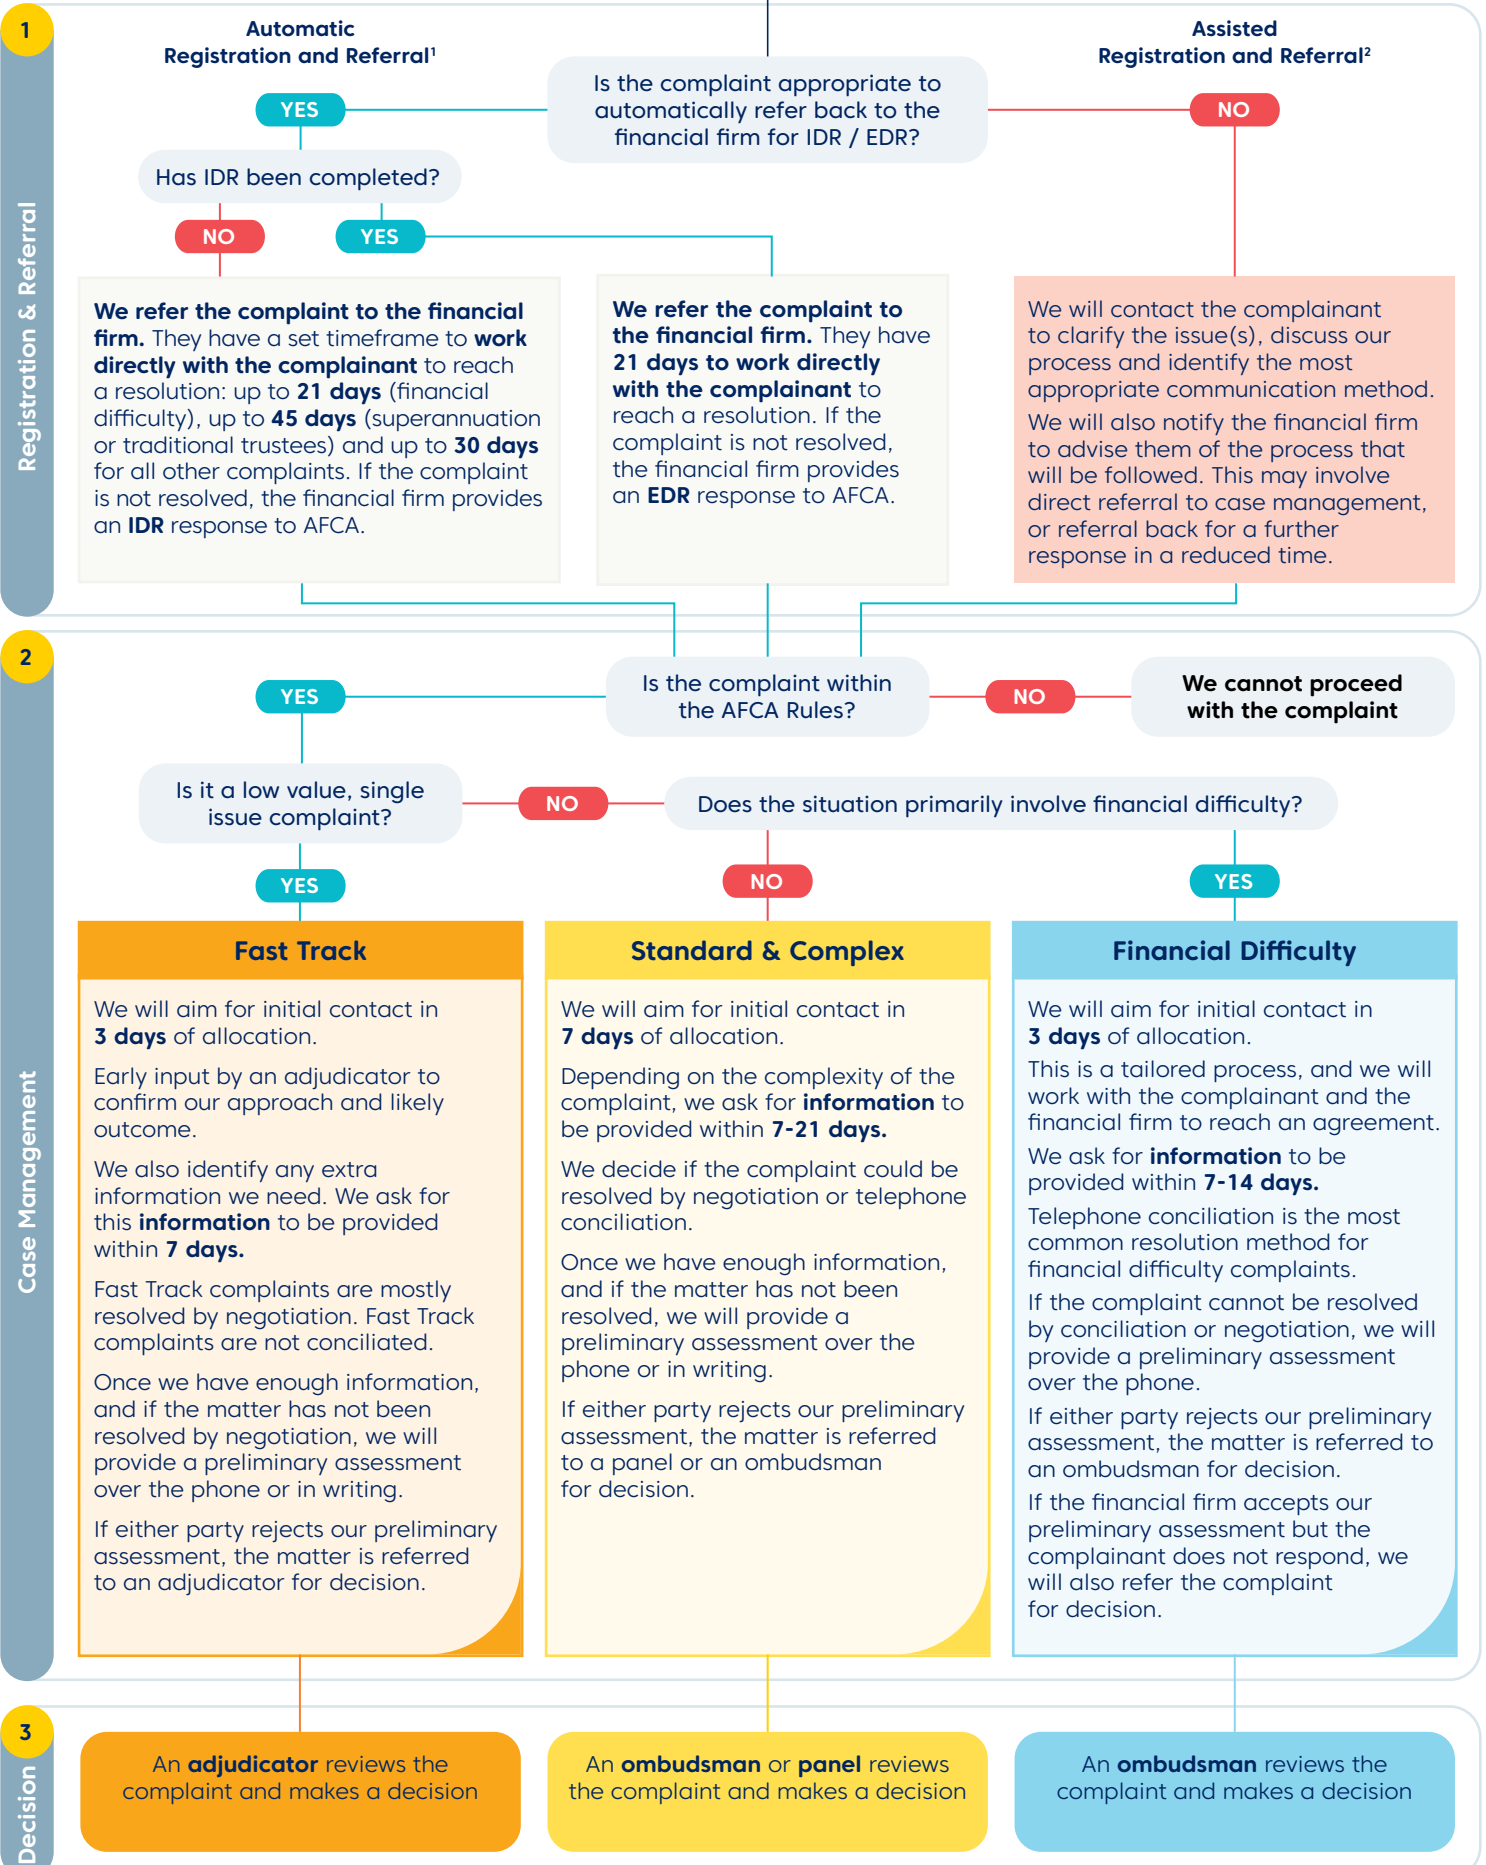 1
Registration & Referral
Automatic
Registration and Referral¹
Assisted
Registration and Referral²
Is the complaint appropriate to
automatically refer back to the
financial firm for IDR / EDR?
YES
NO
Has IDR been completed?
NO
YES
We refer the complaint to the financial
firm. They have a set timeframe to work
directly with the complainant to reach
a resolution: up to 21 days (financial
difficulty), up to 45 days (superannuation
or traditional trustees) and up to 30 days
for all other complaints. If the complaint
is not resolved, the financial firm provides
an IDR response to AFCA.
We refer the complaint to
the financial firm. They have
21 days to work directly
with the complainant to
reach a resolution. If the
complaint is not resolved,
the financial firm provides
an EDR response to AFCA.
We will contact the complainant
to clarify the issue(s), discuss our
process and identify the most
appropriate communication method.
We will also notify the financial firm
to advise them of the process that
will be followed. This may involve
direct referral to case management,
or referral back for a further
response in a reduced time.
2
Case Management
Is the complaint within
the AFCA Rules?
YES
NO
We cannot proceed
with the complaint
Is it a low value, single
issue complaint?
NO
Does the situation primarily involve financial difficulty?
YES
NO
YES
Fast Track
We will aim for initial contact in
3 days of allocation.
Early input by an adjudicator to
confirm our approach and likely
outcome.
We also identify any extra
information we need. We ask for
this information to be provided
within 7 days.
Fast Track complaints are mostly
resolved by negotiation. Fast Track
complaints are not conciliated.
Once we have enough information,
and if the matter has not been
resolved by negotiation, we will
provide a preliminary assessment
over the phone or in writing.
If either party rejects our preliminary
assessment, the matter is referred
to an adjudicator for decision.
Standard & Complex
We will aim for initial contact in
7 days of allocation.
Depending on the complexity of the
complaint, we ask for information to
be provided within 7-21 days.
We decide if the complaint could be
resolved by negotiation or telephone
conciliation.
Once we have enough information,
and if the matter has not been
resolved, we will provide a
preliminary assessment over the
phone or in writing.
If either party rejects our preliminary
assessment, the matter is referred
to a panel or an ombudsman
for decision.
Financial Difficulty
We will aim for initial contact in
3 days of allocation.
This is a tailored process, and we will
work with the complainant and the
financial firm to reach an agreement.
We ask for information to be
provided within 7-14 days.
Telephone conciliation is the most
common resolution method for
financial difficulty complaints.
If the complaint cannot be resolved
by conciliation or negotiation, we will
provide a preliminary assessment
over the phone.
If either party rejects our preliminary
assessment, the matter is referred to
an ombudsman for decision.
If the financial firm accepts our
preliminary assessment but the
complainant does not respond, we
will also refer the complaint
for decision.
3
Decision
An adjudicator reviews the
complaint and makes a decision
An ombudsman or panel reviews
the complaint and makes a decision
An ombudsman reviews the
complaint and makes a decision